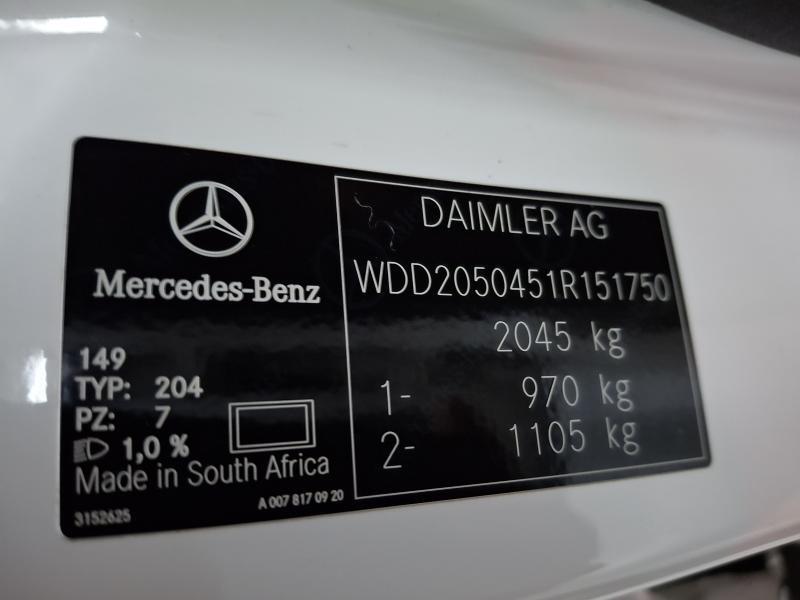 Mercedes-Benz
149
TYP: 204
PZ: 7
1,0 %
Made in South Africa
A 007 817 09 20
3152625
DAIMLER AG
WDD2050451R151750
2045 kg
1- 970 kg
2- 1105 kg